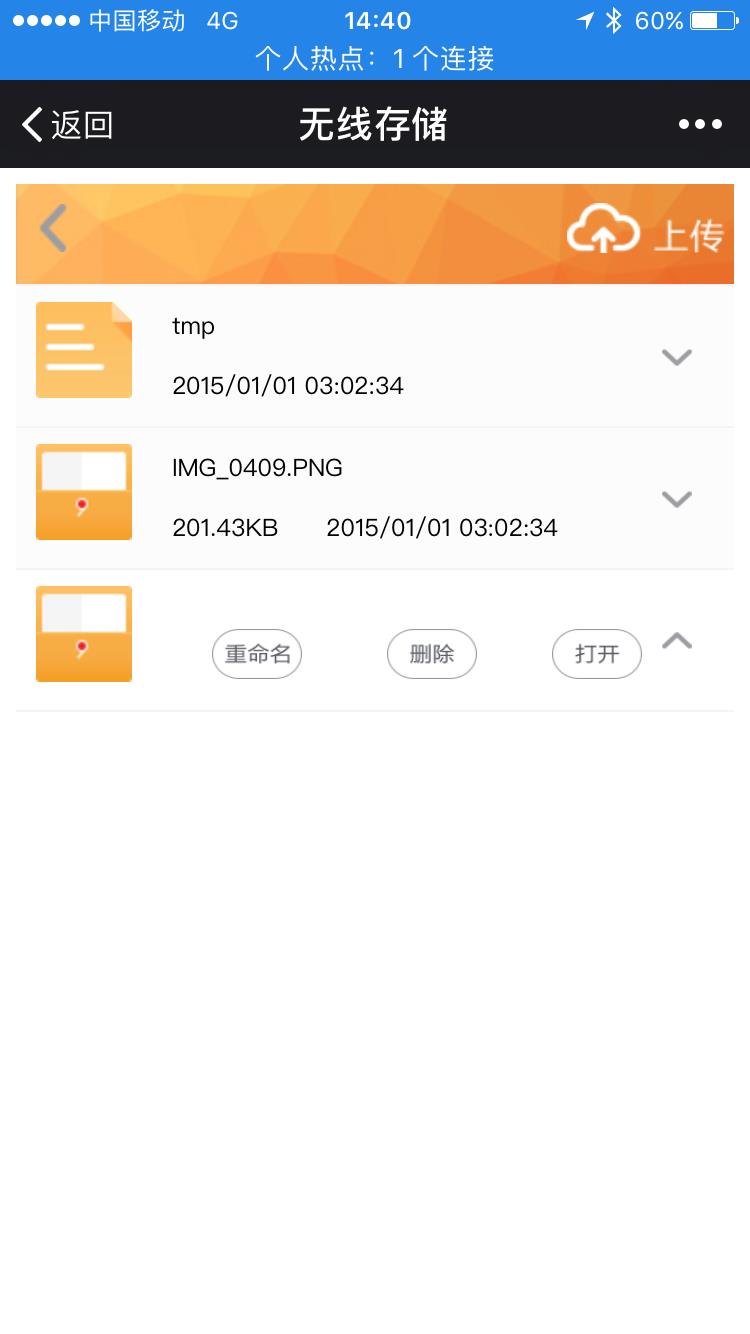 中国移动 4G 14:40 60%
个人热点：1 个连接
返回 无线存储
上传
tmp
2015/01/01 03:02:34
IMG_0409.PNG
201.43KB 2015/01/01 03:02:34
重命名 删除 打开